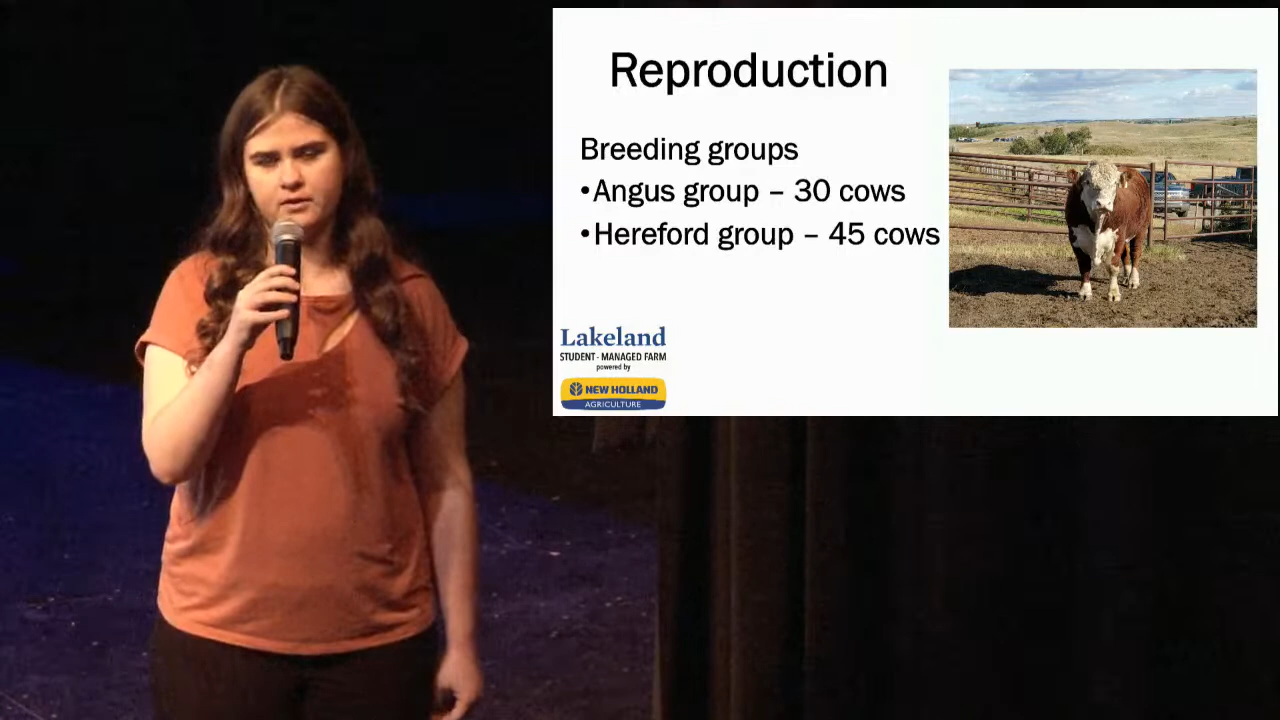 Reproduction
Breeding groups
•Angus group – 30 cows
•Hereford group – 45 cows
Lakeland
STUDENT-MANAGED FARM
powered by
NEW HOLLAND
AGRICULTURE